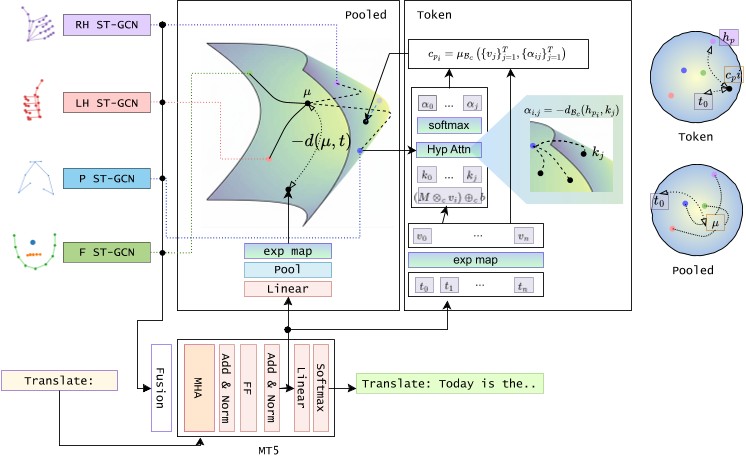 RH ST-GCN
LH ST-GCN
P ST-GCN
F ST-GCN
Pooled
μ
−d(μ, t)
exp map
Pool
Linear
Token
c_{p_i} = μ_{B_c} ({v_j}_{j=1}^T, {α_{ij}}_{j=1}^T)
α_0 ... α_j
softmax
Hyp Attn
k_0 ... k_j
(M ⊗_c v_i) ⊕_c b
α_{i,j} = −d_{B_c}(h_{p_i}, k_j)
k_j
v_0 ... v_n
exp map
t_0 t_1 ... t_n
h_p
c_p i
t_0
Token
t_0
μ
Pooled
Translate:
Fusion
MHA
Add & Norm
FF
Add & Norm
Linear
Softmax
MT5
Translate: Today is the..